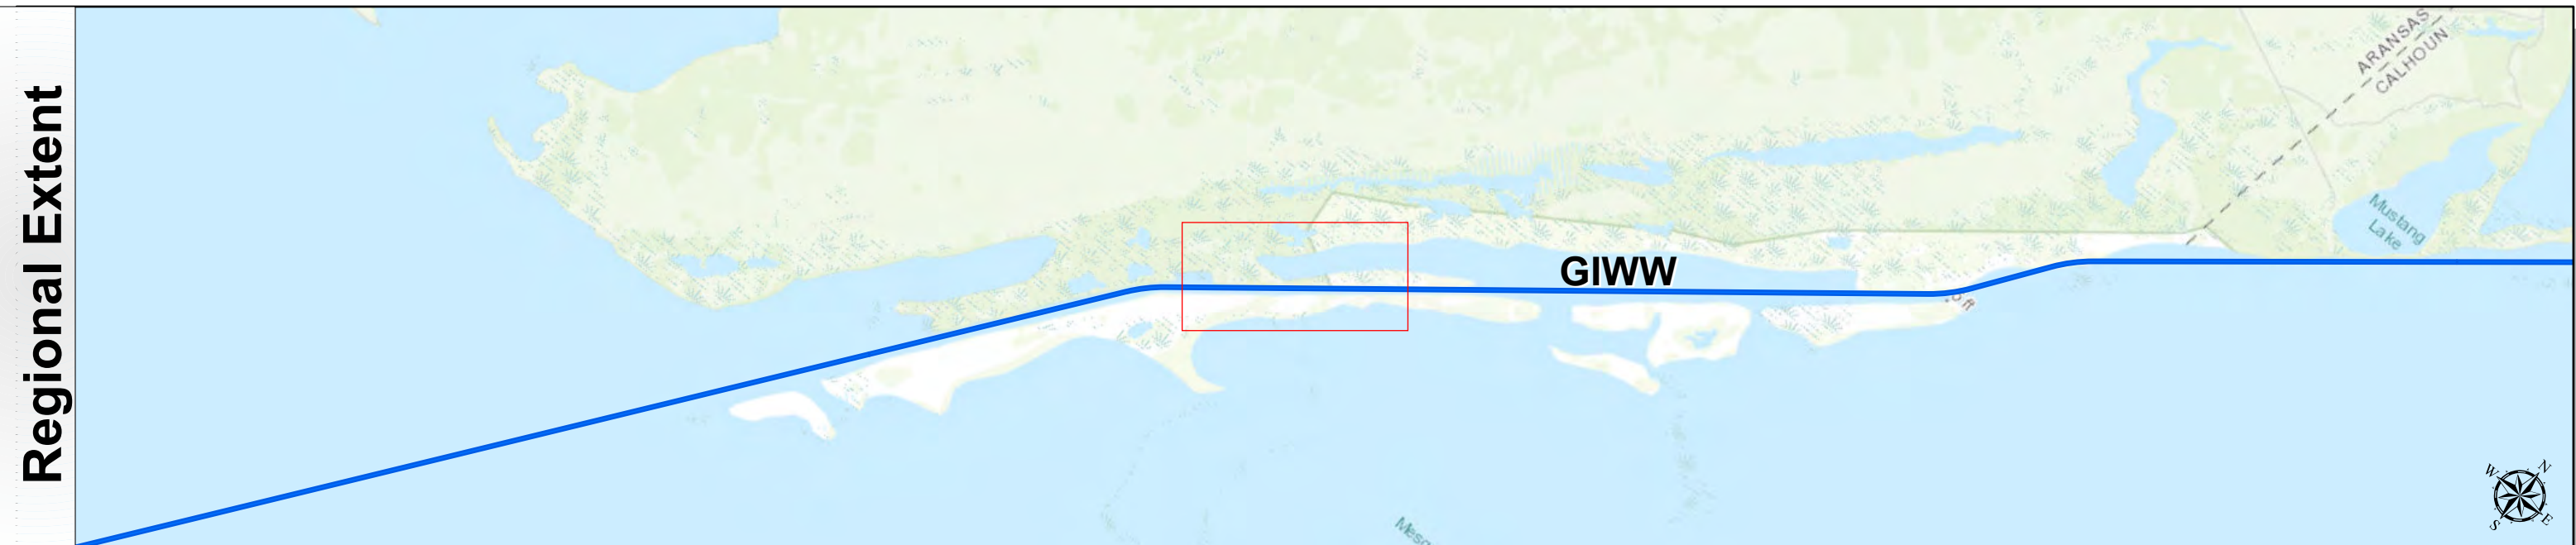 Regional Extent
ARANSAS
CALHOUN
Mustang
Lake
GIWW
W
N
S
E